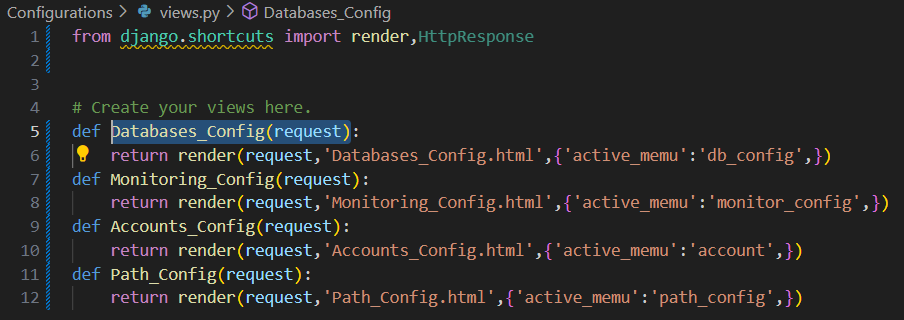 Configurations > views.py > Databases_Config
1 from django.shortcuts import render,HttpResponse
2
3
4 # Create your views here.
5 def Databases_Config(request):
6     return render(request,'Databases_Config.html',{'active_memu':'db_config',})
7 def Monitoring_Config(request):
8     return render(request,'Monitoring_Config.html',{'active_memu':'monitor_config',})
9 def Accounts_Config(request):
10     return render(request,'Accounts_Config.html',{'active_memu':'account',})
11 def Path_Config(request):
12     return render(request,'Path_Config.html',{'active_memu':'path_config',})